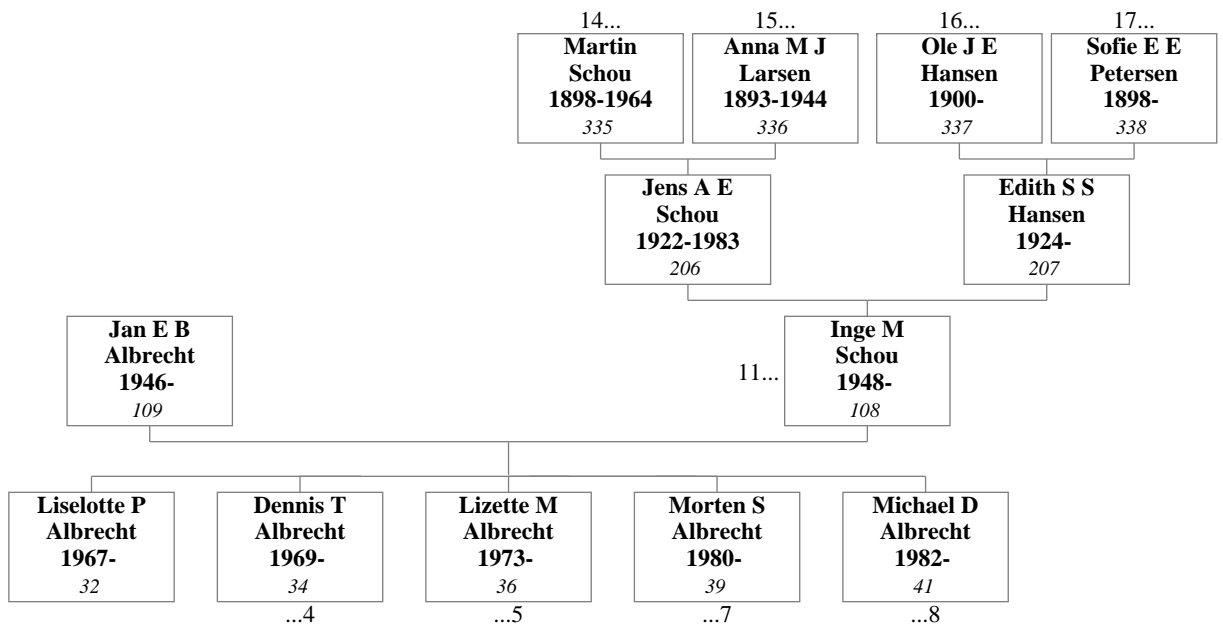 14...
15...
16...
17...
Martin
Schou
1898-1964
335
Anna M J
Larsen
1893-1944
336
Ole J E
Hansen
1900-
337
Sofie E E
Petersen
1898-
338
Jens A E
Schou
1922-1983
206
Edith S S
Hansen
1924-
207
Jan E B
Albrecht
1946-
109
11...
Inge M
Schou
1948-
108
Liselotte P
Albrecht
1967-
32
Dennis T
Albrecht
1969-
34
...4
Lizette M
Albrecht
1973-
36
...5
Morten S
Albrecht
1980-
39
...7
Michael D
Albrecht
1982-
41
...8